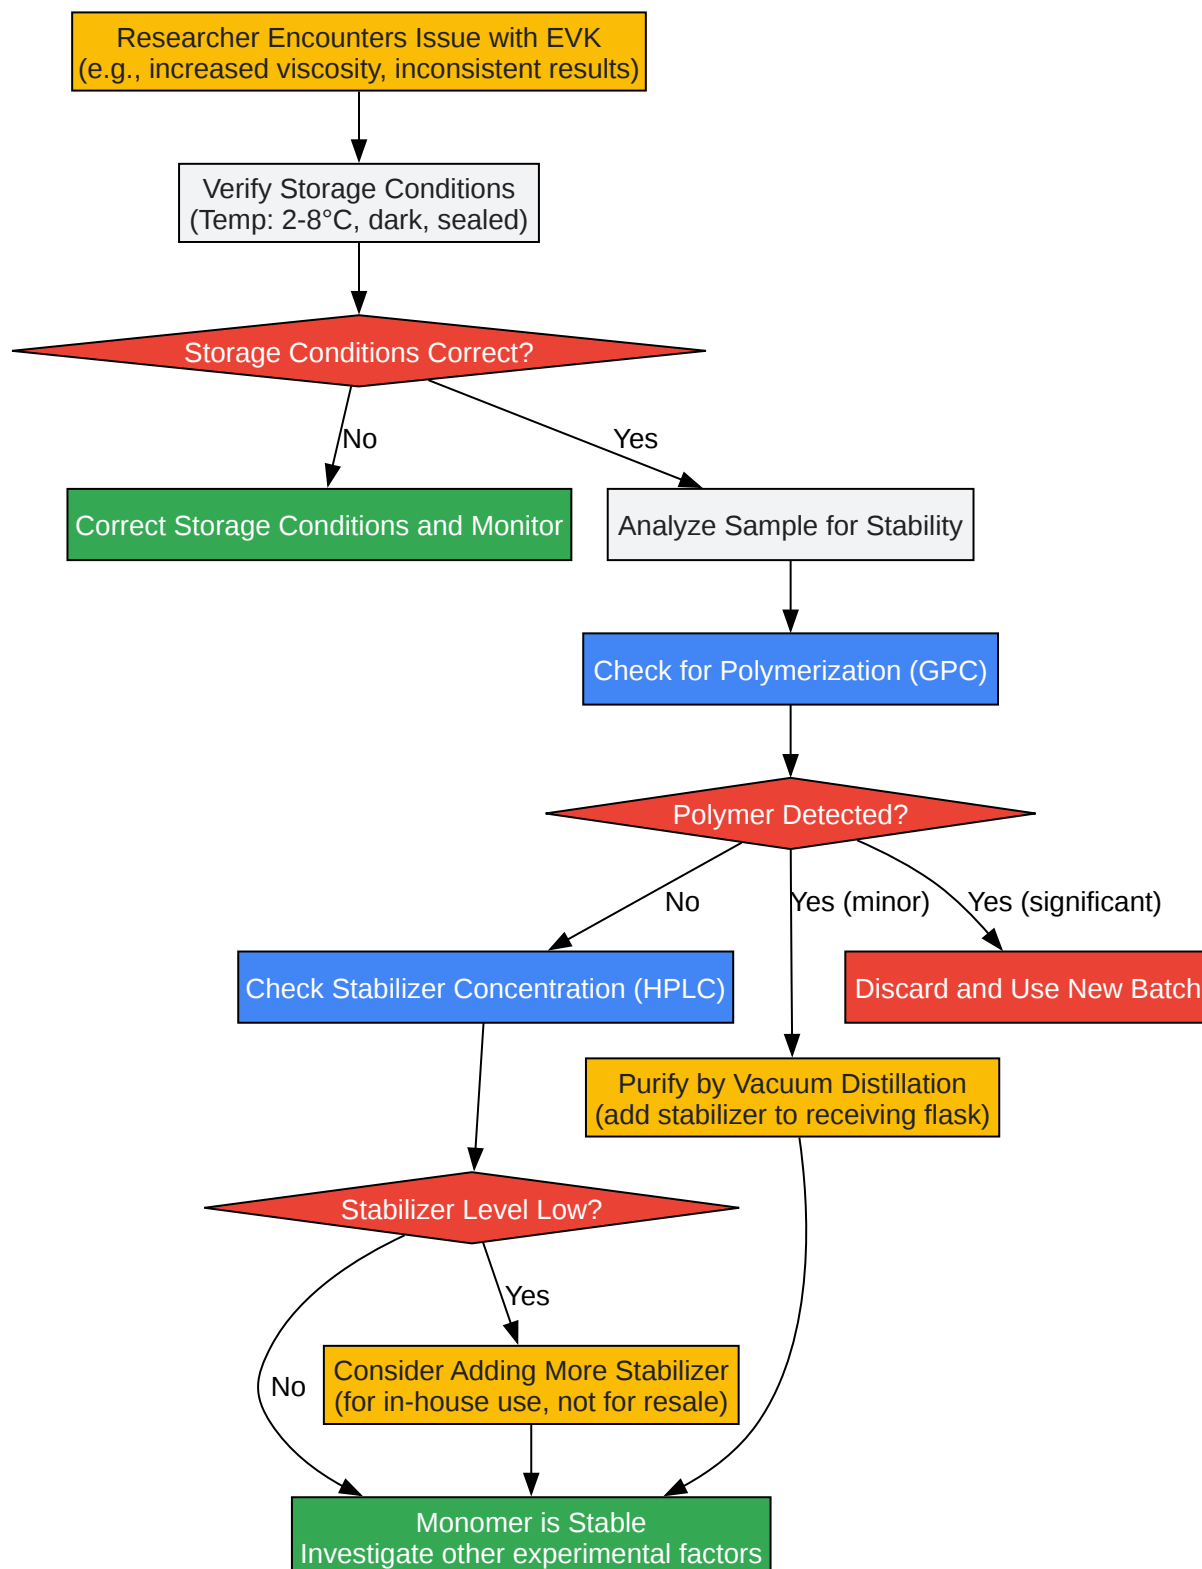 Researcher Encounters Issue with EVK
(e.g., increased viscosity, inconsistent results)
Verify Storage Conditions
(Temp: 2-8°C, dark, sealed)
Storage Conditions Correct?
No
Yes
Correct Storage Conditions and Monitor
Analyze Sample for Stability
Check for Polymerization (GPC)
Polymer Detected?
No
Yes (minor)
Yes (significant)
Check Stabilizer Concentration (HPLC)
Discard and Use New Batch
Purify by Vacuum Distillation
(add stabilizer to receiving flask)
Stabilizer Level Low?
Yes
No
Consider Adding More Stabilizer
(for in-house use, not for resale)
Monomer is Stable
Investigate other experimental factors